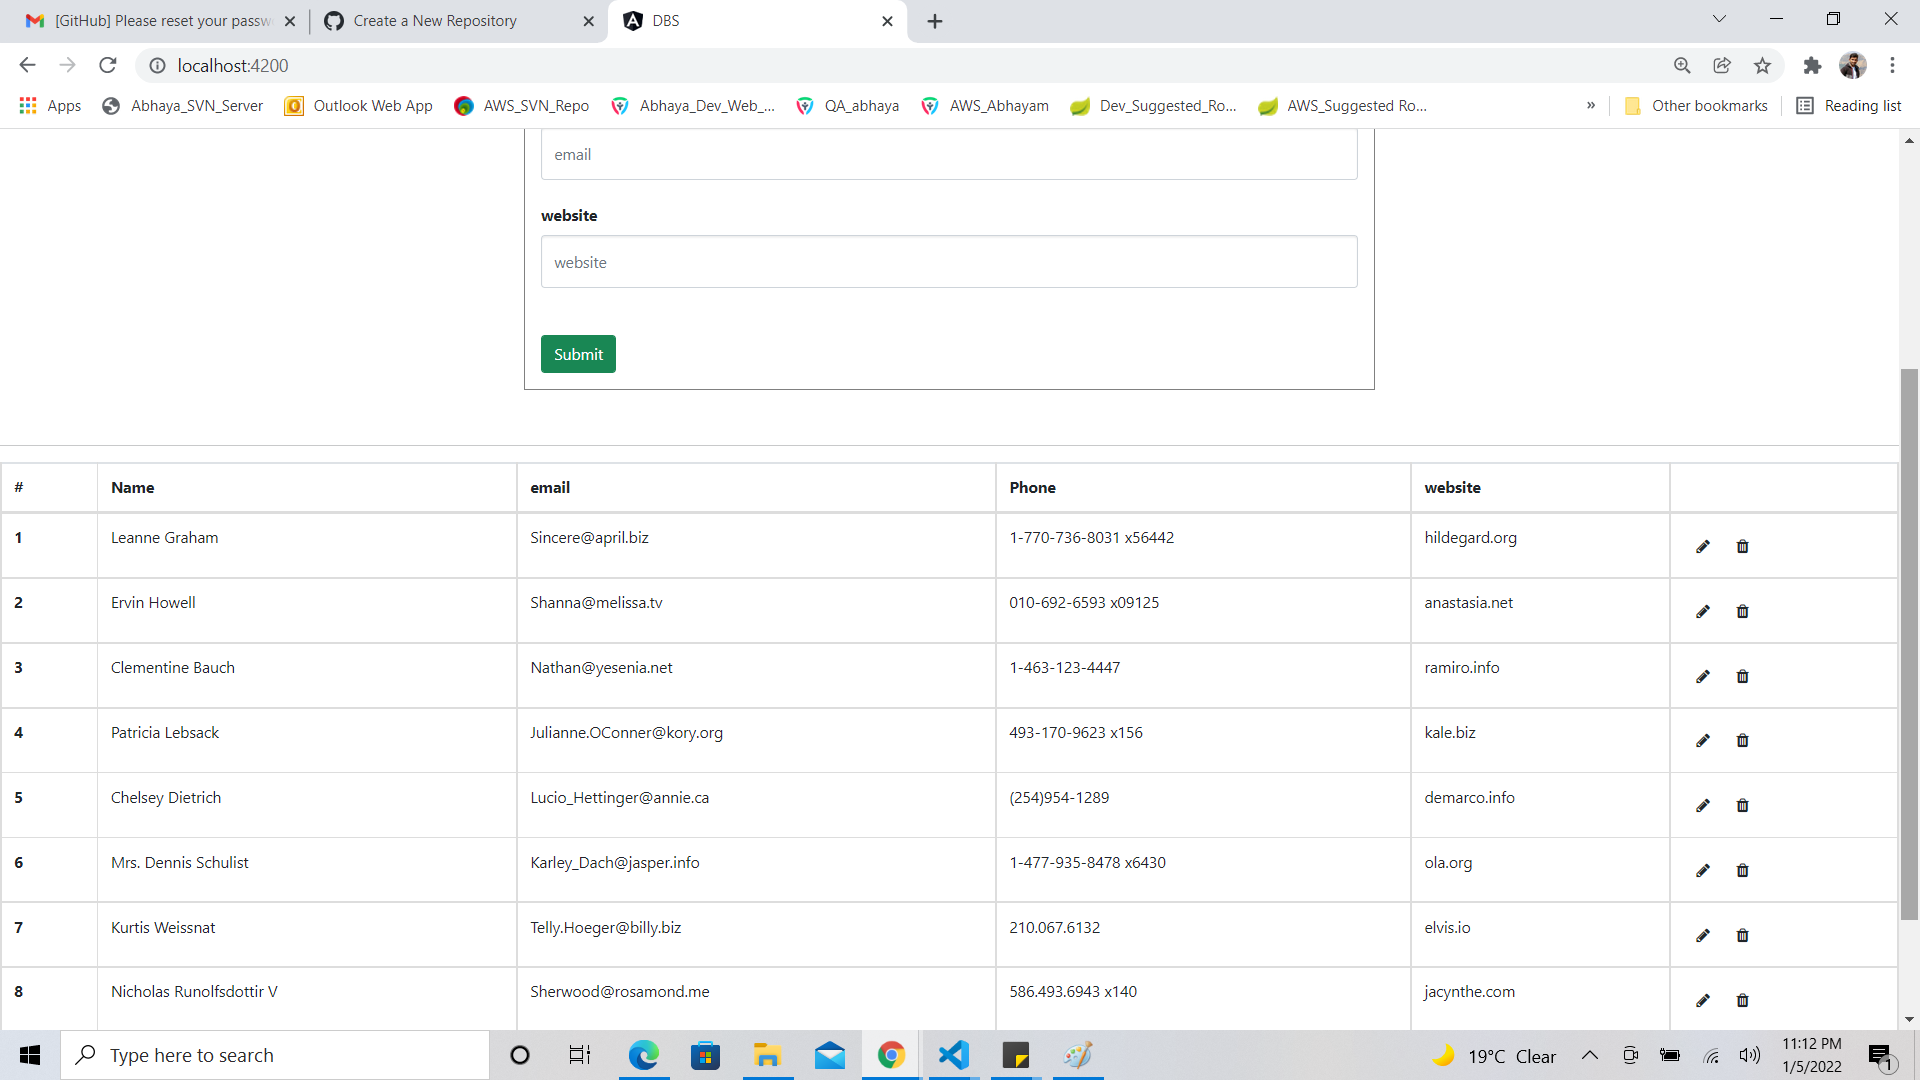 [GitHub] Please reset your passw
Create a New Repository
DBS
localhost:4200
Apps
Abhaya_SVN_Server
Outlook Web App
AWS_SVN_Repo
Abhaya_Dev_Web_...
QA_abhaya
AWS_Abhayam
Dev_Suggested_Ro...
AWS_Suggested Ro...
»
Other bookmarks
Reading list
email
website
website
Submit
# Name email Phone website
1 Leanne Graham Sincere@april.biz 1-770-736-8031 x56442 hildegard.org
2 Ervin Howell Shanna@melissa.tv 010-692-6593 x09125 anastasia.net
3 Clementine Bauch Nathan@yesenia.net 1-463-123-4447 ramiro.info
4 Patricia Lebsack Julianne.OConner@kory.org 493-170-9623 x156 kale.biz
5 Chelsey Dietrich Lucio_Hettinger@annie.ca (254)954-1289 demarco.info
6 Mrs. Dennis Schulist Karley_Dach@jasper.info 1-477-935-8478 x6430 ola.org
7 Kurtis Weissnat Telly.Hoeger@billy.biz 210.067.6132 elvis.io
8 Nicholas Runolfsdottir V Sherwood@rosamond.me 586.493.6943 x140 jacynthe.com
Type here to search
19°C Clear
11:12 PM
1/5/2022
1